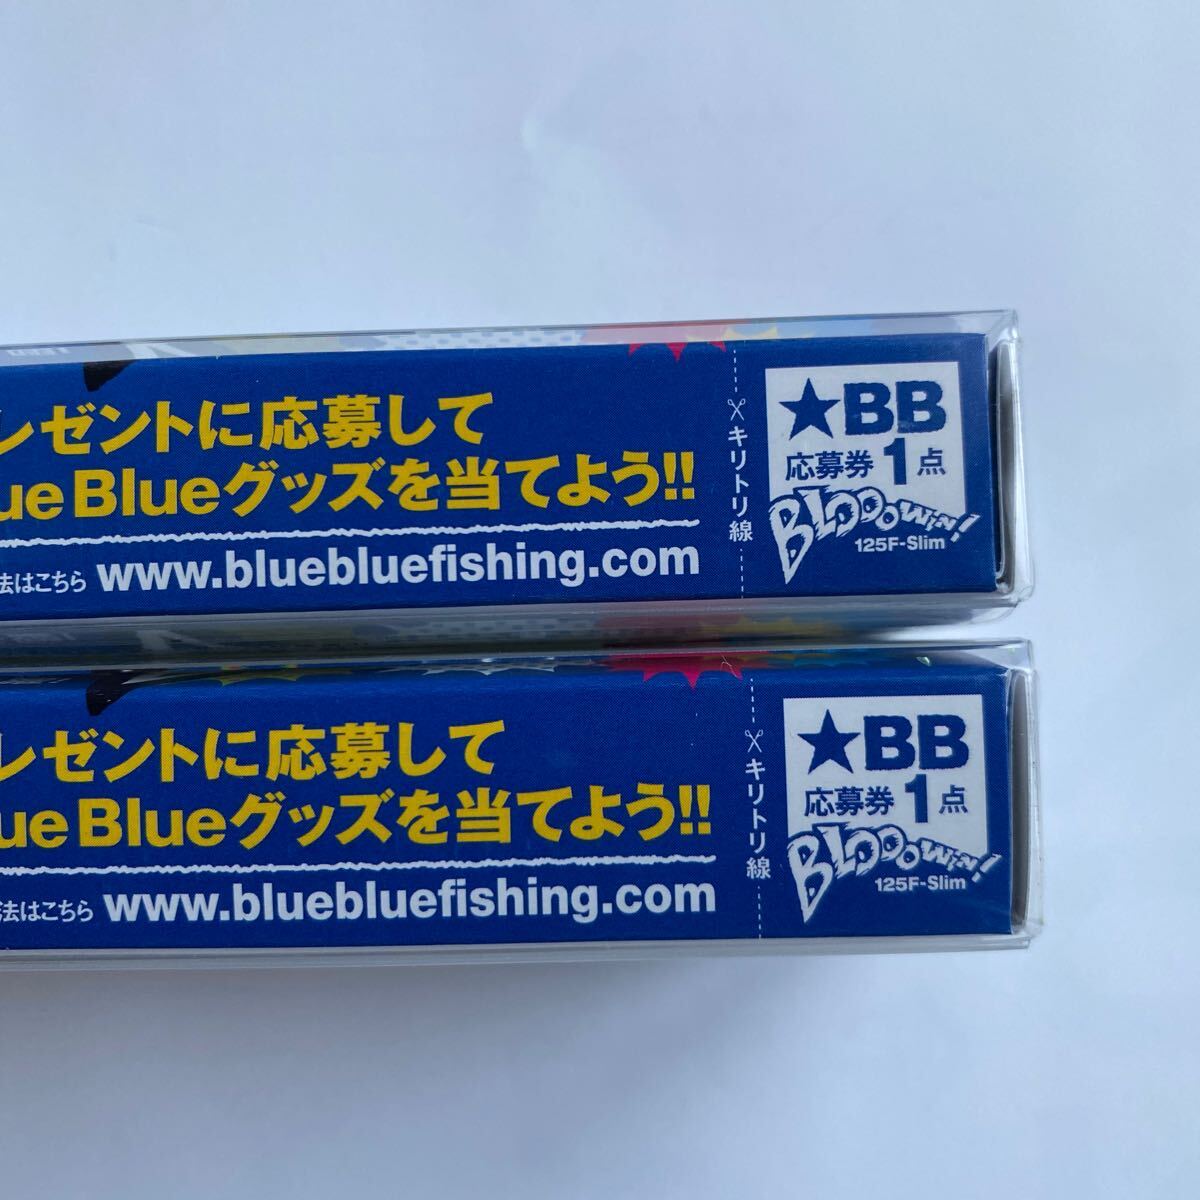 レゼントに応募して
ue Blueグッズを当てよう!!
法はこちら www.bluebluefishing.com
キリトリ線
★BB
応募券 1点
BLOOOWIN!
125F-Slim
レゼントに応募して
ue Blueグッズを当てよう!!
法はこちら www.bluebluefishing.com
キリトリ線
★BB
応募券 1点
BLOOOWIN!
125F-Slim